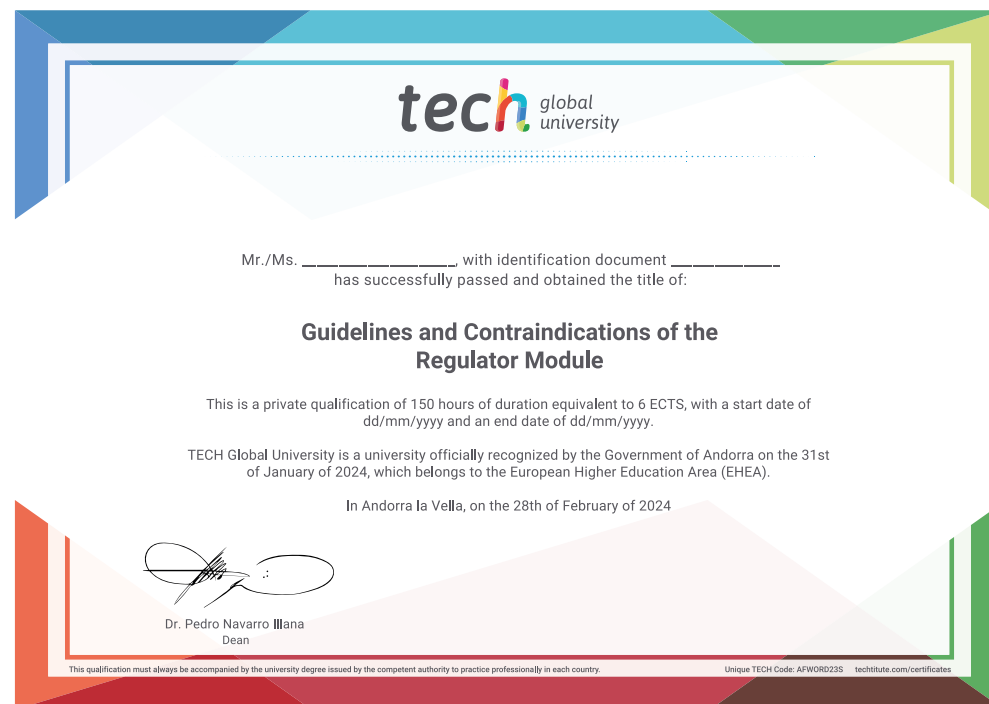 tech global university
Mr./Ms. ___________________, with identification document ______________
has successfully passed and obtained the title of:
Guidelines and Contraindications of the
Regulator Module
This is a private qualification of 150 hours of duration equivalent to 6 ECTS, with a start date of
dd/mm/yyyy and an end date of dd/mm/yyyy.
TECH Global University is a university officially recognized by the Government of Andorra on the 31st
of January of 2024, which belongs to the European Higher Education Area (EHEA).
In Andorra la Vella, on the 28th of February of 2024
Dr. Pedro Navarro Illana
Dean
This qualification must always be accompanied by the university degree issued by the competent authority to practice professionally in each country. Unique TECH Code: AFWORD23S techtitute.com/certificates